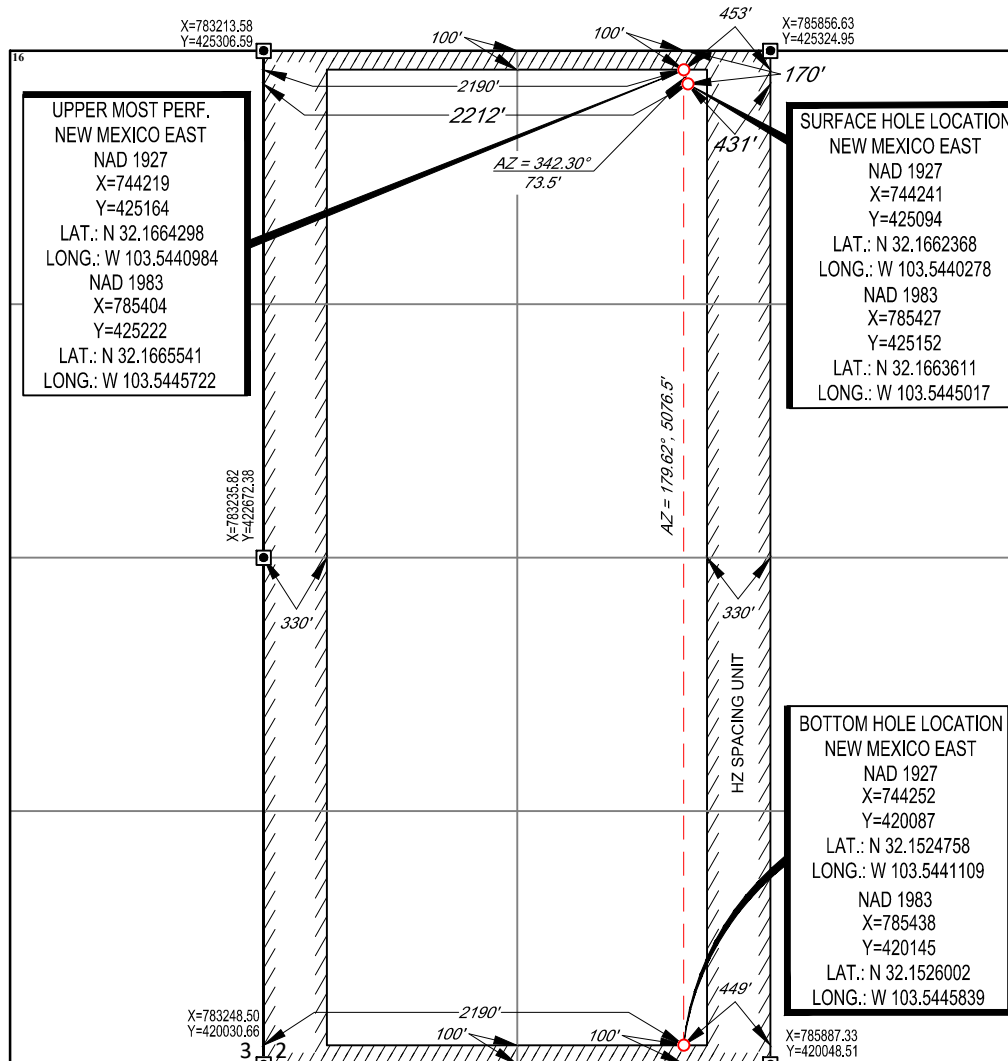 X=783213.58
Y=425306.59
X=785856.63
Y=425324.95
16
100'
100'
453'
2190'
170'
2212'
431'
AZ = 342.30°
73.5'
UPPER MOST PERF.
NEW MEXICO EAST
NAD 1927
X=744219
Y=425164
LAT.: N 32.1664298
LONG.: W 103.5440984
NAD 1983
X=785404
Y=425222
LAT.: N 32.1665541
LONG.: W 103.5445722
SURFACE HOLE LOCATION
NEW MEXICO EAST
NAD 1927
X=744241
Y=425094
LAT.: N 32.1662368
LONG.: W 103.5440278
NAD 1983
X=785427
Y=425152
LAT.: N 32.1663611
LONG.: W 103.5445017
X=783235.82
Y=422672.38
AZ = 179.62°, 5076.5'
330'
330'
HZ SPACING UNIT
BOTTOM HOLE LOCATION
NEW MEXICO EAST
NAD 1927
X=744252
Y=420087
LAT.: N 32.1524758
LONG.: W 103.5441109
NAD 1983
X=785438
Y=420145
LAT.: N 32.1526002
LONG.: W 103.5445839
X=783248.50
Y=420030.66
2190'
449'
100'
100'
3
2
X=785887.33
Y=420048.51